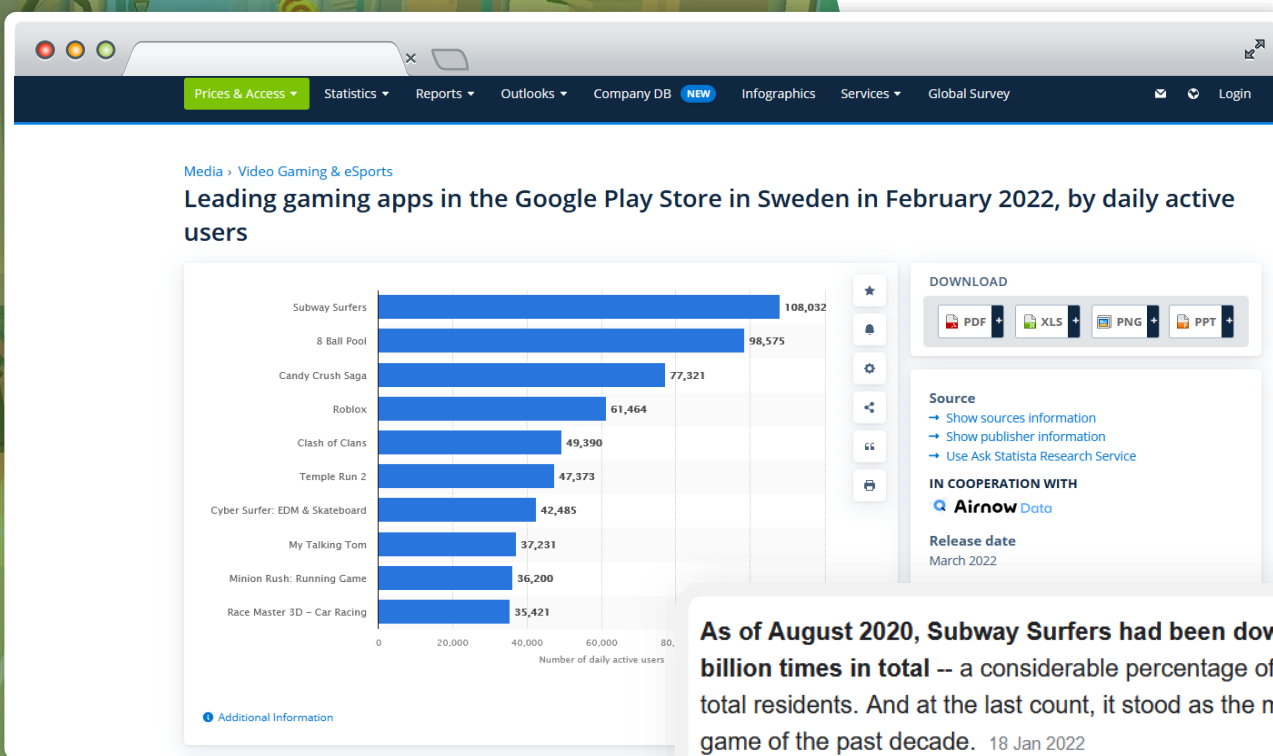 Prices & Access Statistics Reports Outlooks Company DB NEW Infographics Services Global Survey Login
Media › Video Gaming & eSports
Leading gaming apps in the Google Play Store in Sweden in February 2022, by daily active
users
Subway Surfers 108,032
8 Ball Pool 98,575
Candy Crush Saga 77,321
Roblox 61,464
Clash of Clans 49,390
Temple Run 2 47,373
Cyber Surfer: EDM & Skateboard 42,485
My Talking Tom 37,231
Minion Rush: Running Game 36,200
Race Master 3D – Car Racing 35,421
0 20,000 40,000 60,000 80,
Number of daily active users
Additional Information
DOWNLOAD
PDF + XLS + PNG + PPT +
Source
→ Show sources information
→ Show publisher information
→ Use Ask Statista Research Service
IN COOPERATION WITH
Airnow Data
Release date
March 2022
As of August 2020, Subway Surfers had been dow
billion times in total -- a considerable percentage of
total residents. And at the last count, it stood as the m
game of the past decade. 18 Jan 2022